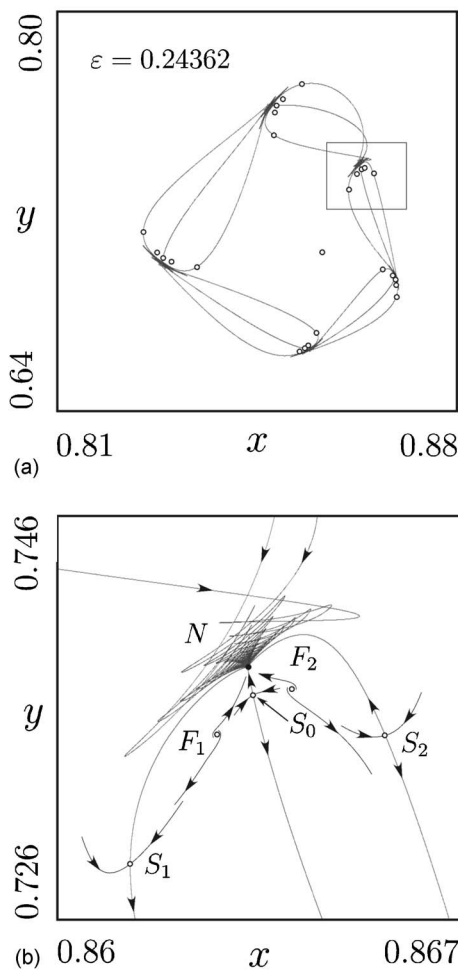 0.80
ε = 0.24362
y
0.64
0.81 x 0.88
(a)
0.746
N
F₂
y
F₁
S₀
S₂
S₁
0.726
(b)
0.86 x 0.867